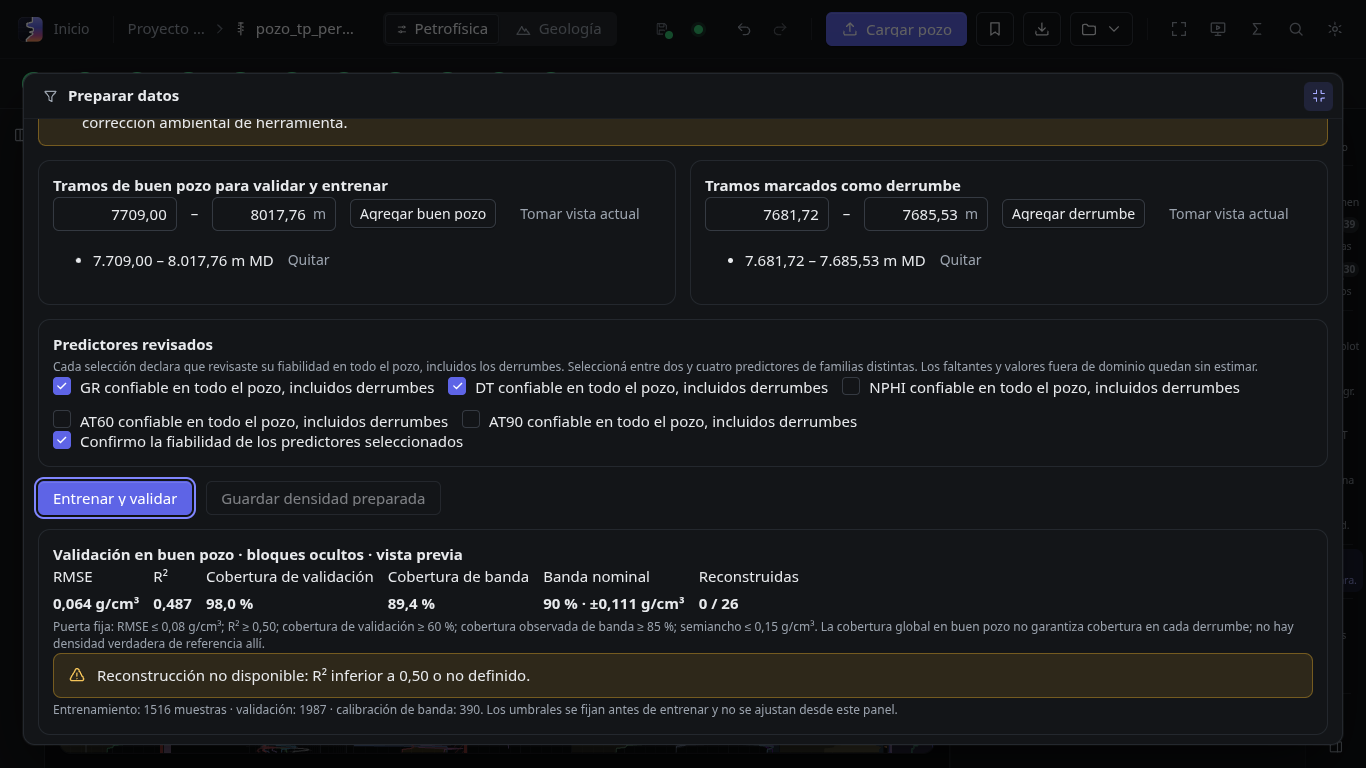 Inicio
Proyecto ...
pozo_tp_per...
Petrofísica
Geología
Cargar pozo
Preparar datos
corrección ambiental de herramienta.
Tramos de buen pozo para validar y entrenar
7709,00 – 8017,76 m Agregar buen pozo Tomar vista actual
• 7.709,00 – 8.017,76 m MD Quitar
Tramos marcados como derrumbe
7681,72 – 7685,53 m Agregar derrumbe Tomar vista actual
• 7.681,72 – 7.685,53 m MD Quitar
Predictores revisados
Cada selección declara que revisaste su fiabilidad en todo el pozo, incluidos los derrumbes. Seleccioná entre dos y cuatro predictores de familias distintas. Los faltantes y valores fuera de dominio quedan sin estimar.
GR confiable en todo el pozo, incluidos derrumbes DT confiable en todo el pozo, incluidos derrumbes NPHI confiable en todo el pozo, incluidos derrumbes
AT60 confiable en todo el pozo, incluidos derrumbes AT90 confiable en todo el pozo, incluidos derrumbes
Confirmo la fiabilidad de los predictores seleccionados
Entrenar y validar Guardar densidad preparada
Validación en buen pozo · bloques ocultos · vista previa
RMSE R² Cobertura de validación Cobertura de banda Banda nominal Reconstruidas
0,064 g/cm³ 0,487 98,0 % 89,4 % 90 % · ±0,111 g/cm³ 0 / 26
Puerta fija: RMSE ≤ 0,08 g/cm³; R² ≥ 0,50; cobertura de validación ≥ 60 %; cobertura observada de banda ≥ 85 %; semiancho ≤ 0,15 g/cm³. La cobertura global en buen pozo no garantiza cobertura en cada derrumbe; no hay
densidad verdadera de referencia allí.
Reconstrucción no disponible: R² inferior a 0,50 o no definido.
Entrenamiento: 1516 muestras · validación: 1987 · calibración de banda: 390. Los umbrales se fijan antes de entrenar y no se ajustan desde este panel.